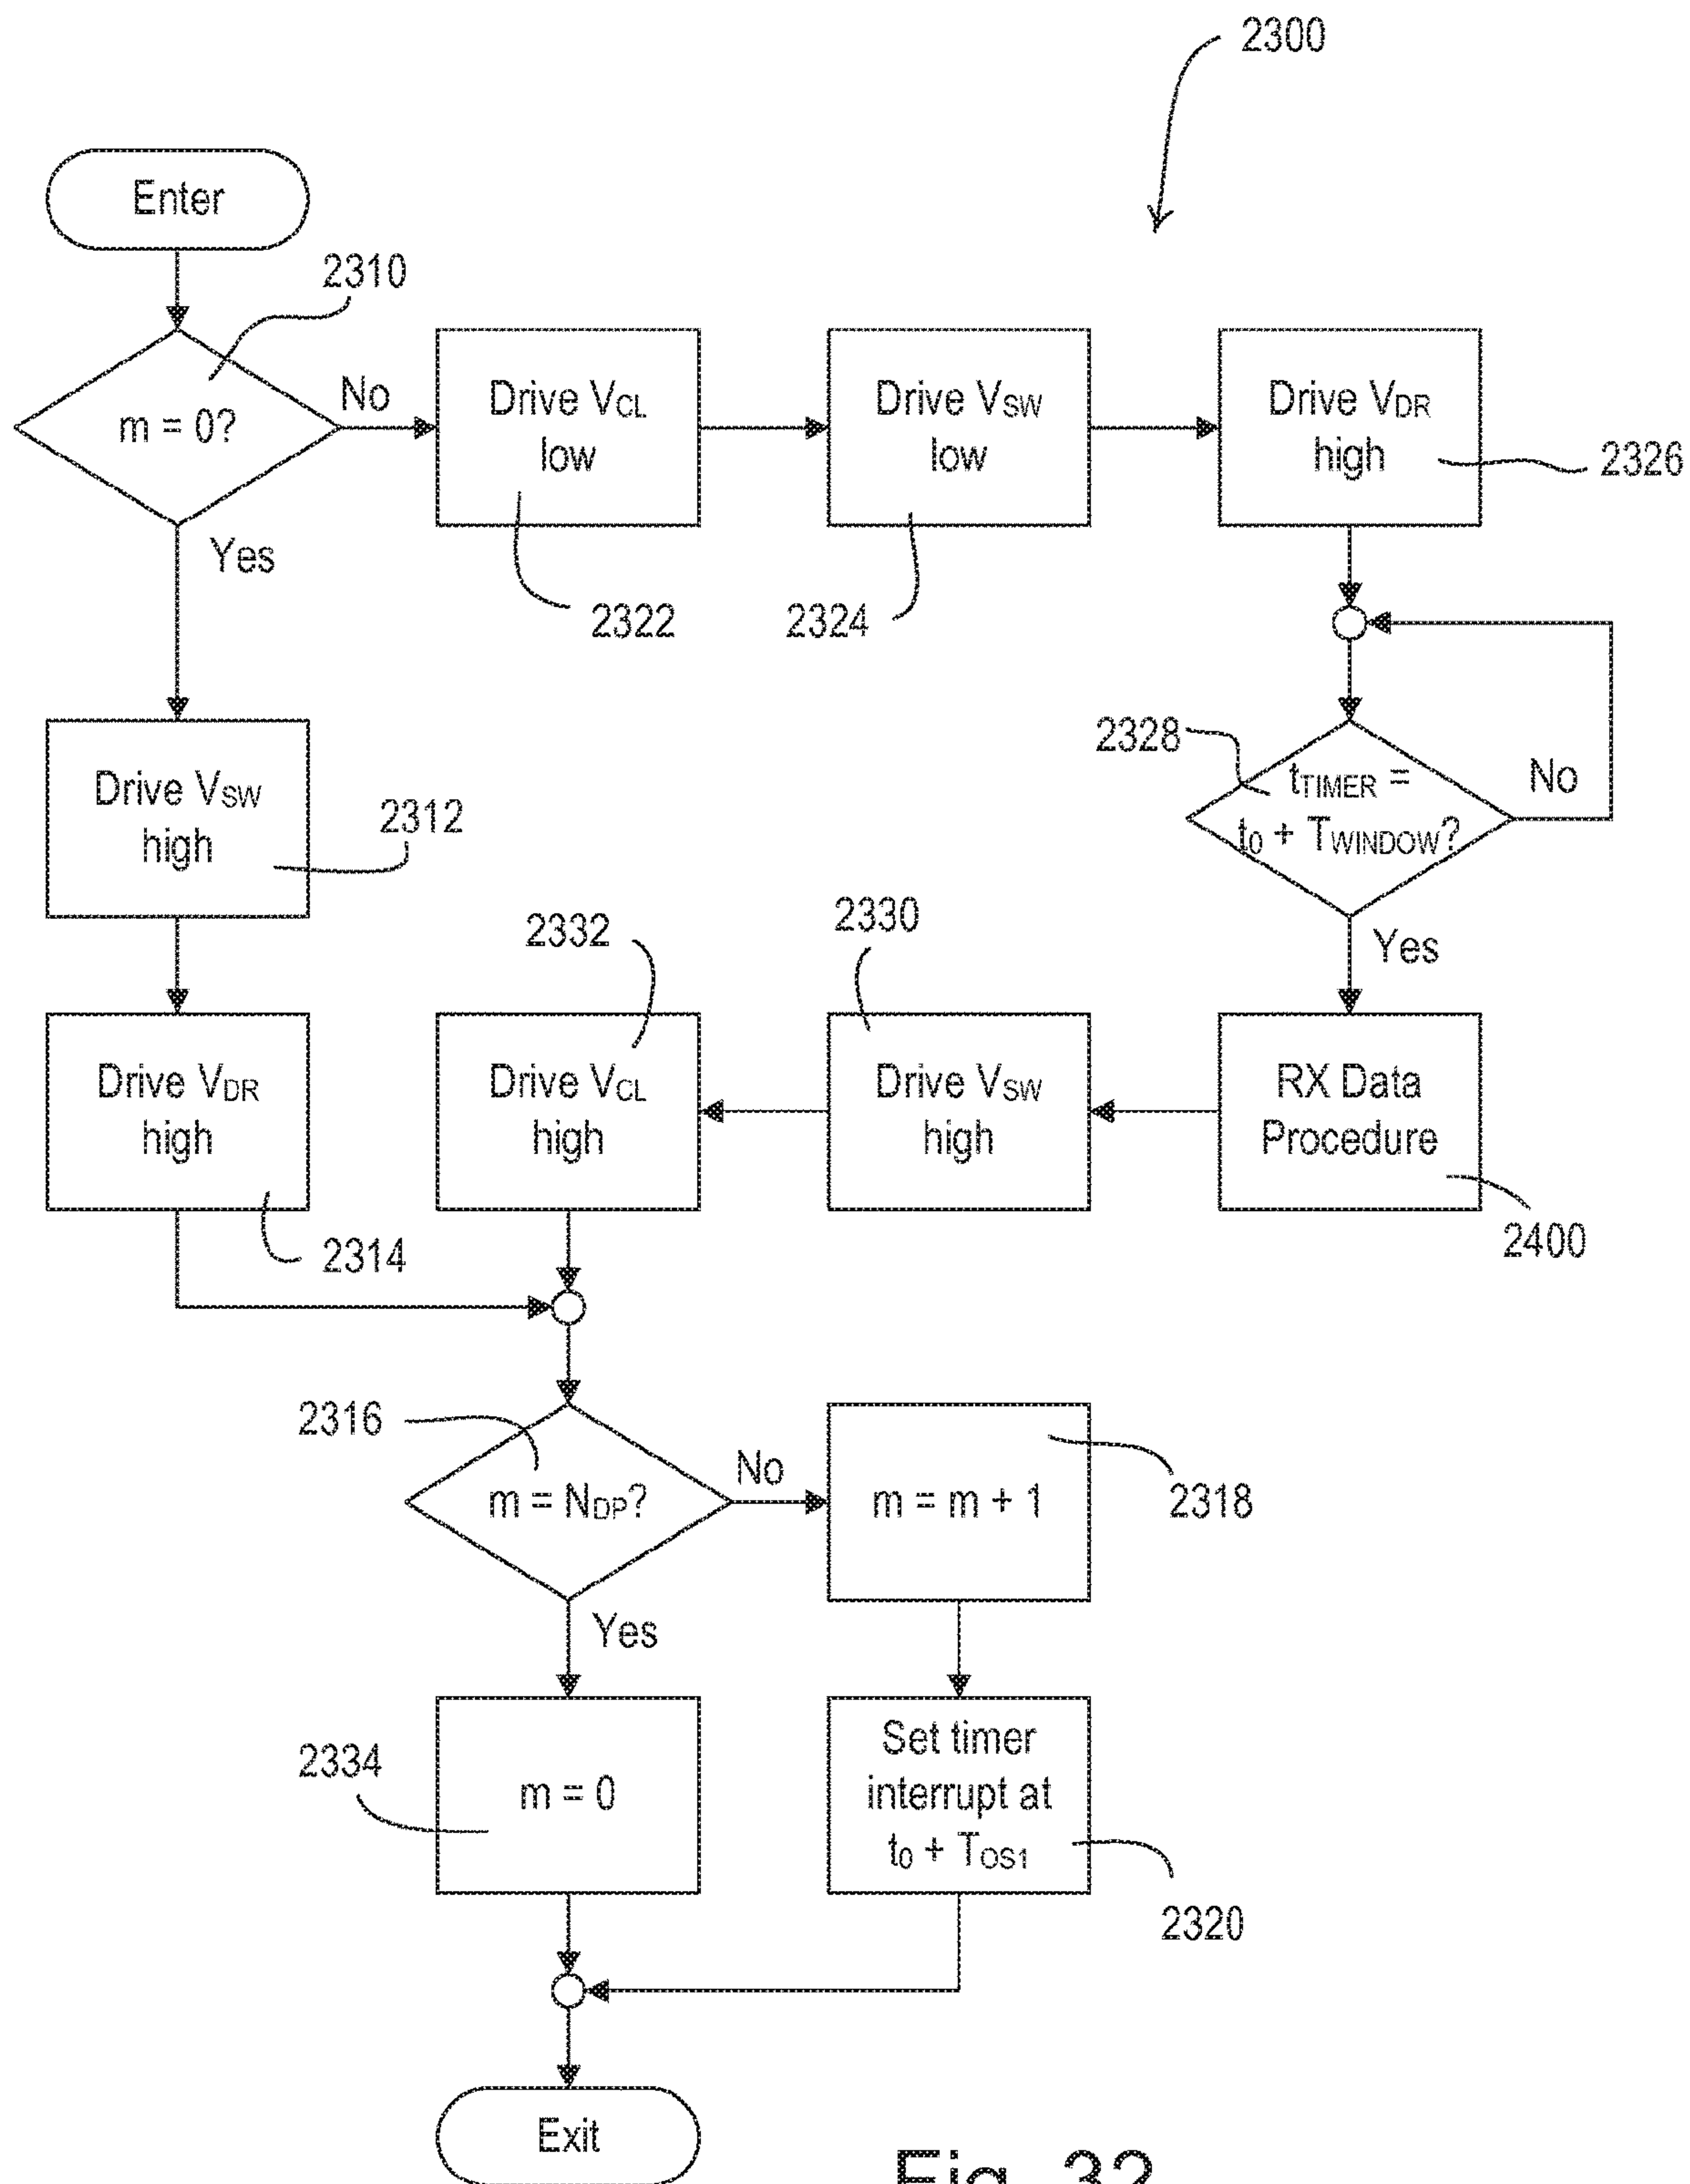 2300
Enter
2310
m = 0?
No
Yes
Drive VCL
low
2322
Drive VSW
low
2324
Drive VDR
high
2326
2328
tTIMER =
t0 + TWINDOW?
No
Yes
Drive VSW
high
2312
Drive VDR
high
2314
2332
Drive VCL
high
2330
Drive VSW
high
RX Data
Procedure
2400
2316
m = NDP?
No
Yes
m = m + 1
2318
2334
m = 0
Set timer
interrupt at
t0 + TOS1
2320
Exit
Fig. 32